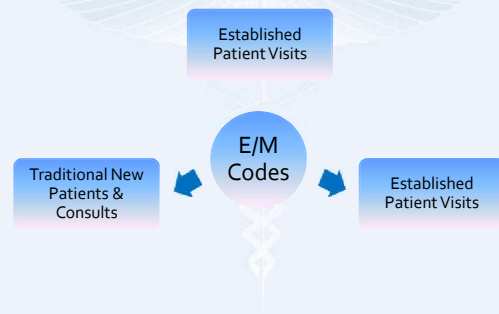 Established
Patient Visits
E/M
Codes
Traditional New
Patients &
Consults
Established
Patient Visits